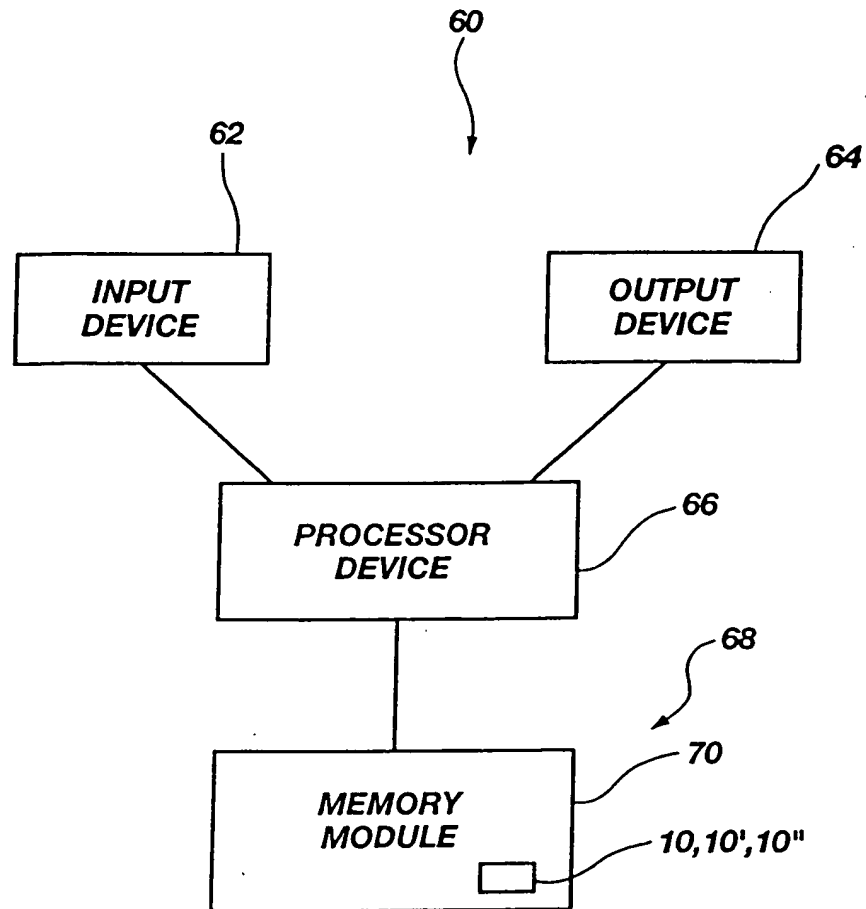 60
62
64
INPUT
DEVICE
OUTPUT
DEVICE
66
PROCESSOR
DEVICE
68
70
MEMORY
MODULE
10,10',10"